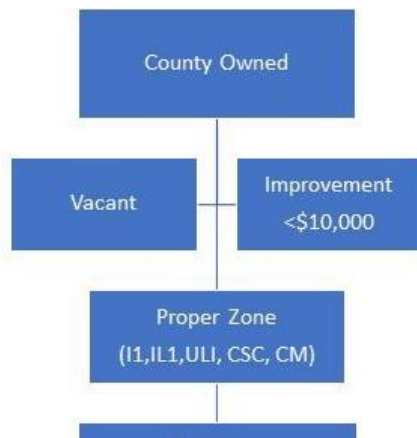 County Owned
Vacant
Improvement
<$10,000
Proper Zone
(I1,IL1,ULI, CSC, CM)